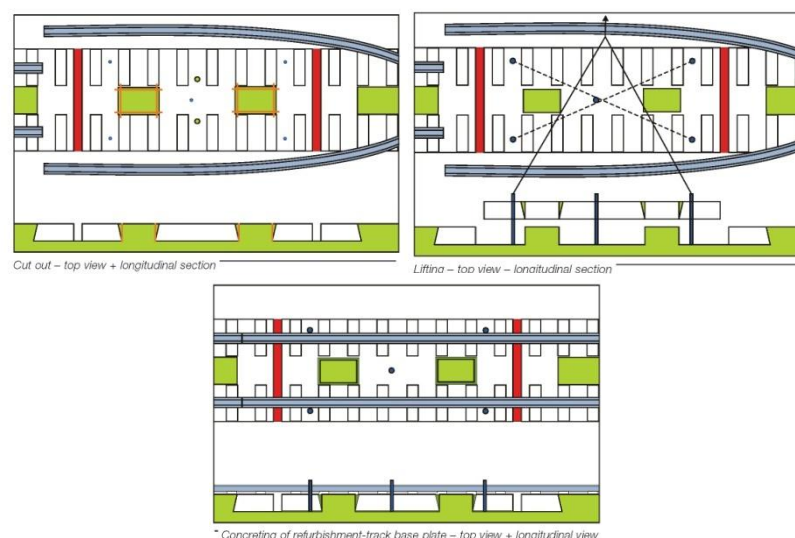 Cut out – top view + longitudinal section
Lifting – top view – longitudinal section
" Concreting of refurbishment-track base plate – top view + longitudinal view